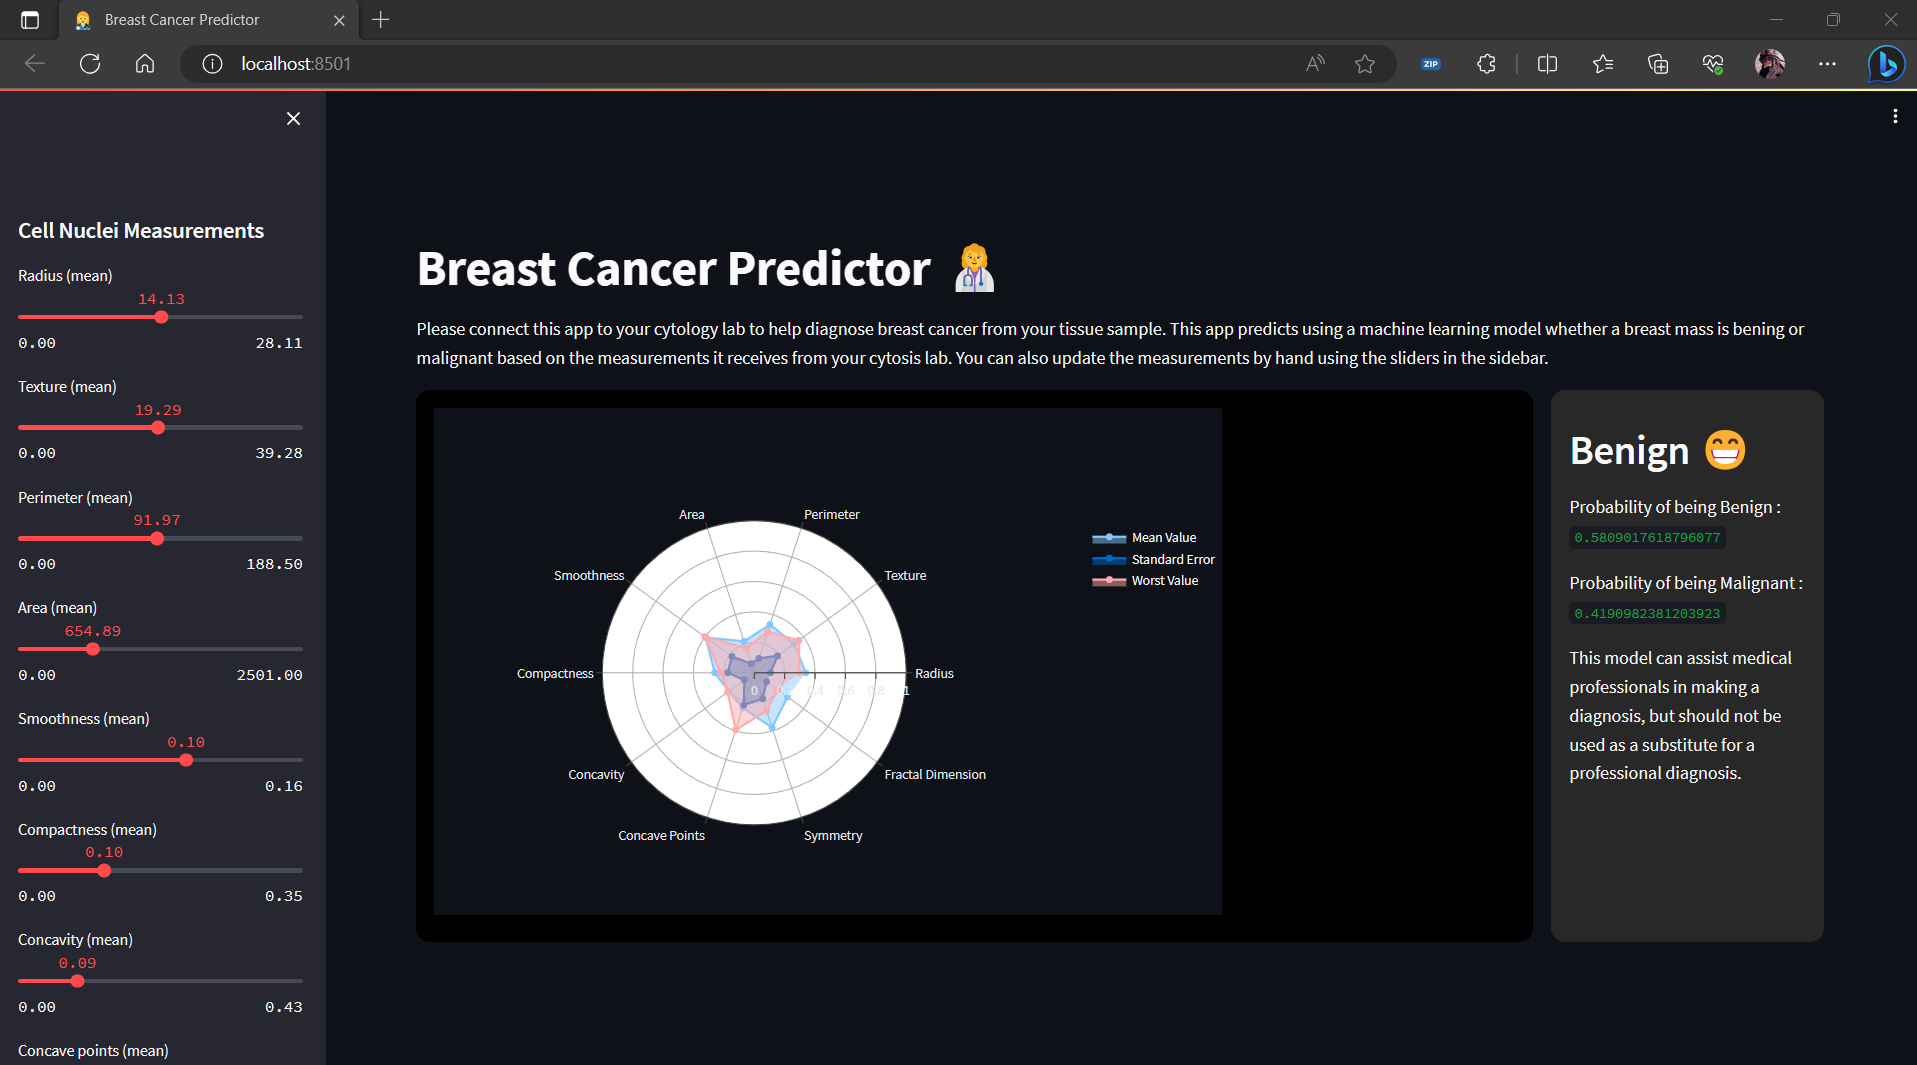 Breast Cancer Predictor
localhost:8501
ZIP
Cell Nuclei Measurements
Radius (mean)
14.13
0.00 28.11
Texture (mean)
19.29
0.00 39.28
Perimeter (mean)
91.97
0.00 188.50
Area (mean)
654.89
0.00 2501.00
Smoothness (mean)
0.10
0.00 0.16
Compactness (mean)
0.10
0.00 0.35
Concavity (mean)
0.09
0.00 0.43
Concave points (mean)
Breast Cancer Predictor
Please connect this app to your cytology lab to help diagnose breast cancer from your tissue sample. This app predicts using a machine learning model whether a breast mass is bening or
malignant based on the measurements it receives from your cytosis lab. You can also update the measurements by hand using the sliders in the sidebar.
Area Perimeter
Smoothness Texture
Compactness Radius
0 0.2 0.4 0.6 0.8 1
Concavity Fractal Dimension
Concave Points Symmetry
Mean Value
Standard Error
Worst Value
Benign
Probability of being Benign :
0.5809017618796077
Probability of being Malignant :
0.4190982381203923
This model can assist medical
professionals in making a
diagnosis, but should not be
used as a substitute for a
professional diagnosis.